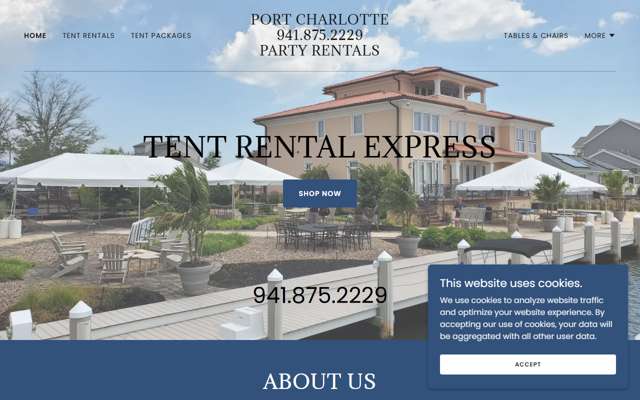 PORT CHARLOTTE
941.875.2229
PARTY RENTALS
HOME
TENT RENTALS
TENT PACKAGES
TABLES & CHAIRS
MORE
TENT RENTAL EXPRESS
SHOP NOW
941.875.2229
This website uses cookies.
We use cookies to analyze website traffic
and optimize your website experience. By
accepting our use of cookies, your data will
be aggregated with all other user data.
ACCEPT
ABOUT US